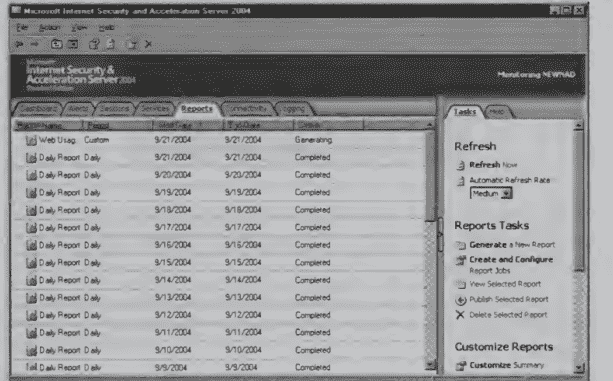 Microsoft Internet Security and Acceleration Server 2004
File Action View Help
Microsoft
Internet Security &
Acceleration Server 2004
Monitoring
Dashboard Alerts Sessions Services Reports Connectivity Logging
Tasks Help
Report Name Period Start Date End Date Status
Web Usag.. Custom 9/21/2004 9/21/2004 Generating
Daily Report Daily 9/21/2004 9/21/2004 Completed
Daily Report Daily 9/20/2004 9/20/2004 Completed
Daily Report Daily 9/19/2004 9/19/2004 Completed
Daily Report Daily 9/18/2004 9/18/2004 Completed
Daily Report Daily 9/17/2004 9/17/2004 Completed
Daily Report Daily 9/16/2004 9/16/2004 Completed
Daily Report Daily 9/15/2004 9/15/2004 Completed
Daily Report Daily 9/14/2004 9/14/2004 Completed
Daily Report Daily 9/13/2004 9/13/2004 Completed
Daily Report Daily 9/12/2004 9/12/2004 Completed
Daily Report Daily 9/11/2004 9/11/2004 Completed
Daily Report Daily 9/10/2004 9/10/2004 Completed
Daily Report Daily 9/9/2004 9/9/2004 Completed
Refresh
Refresh Now
Automatic Refresh Rate
Medium
Reports Tasks
Generate a New Report
Create and Configure
Report Jobs
View Selected Report
Publish Selected Report
Delete Selected Report
Customize Reports
Customize Summary